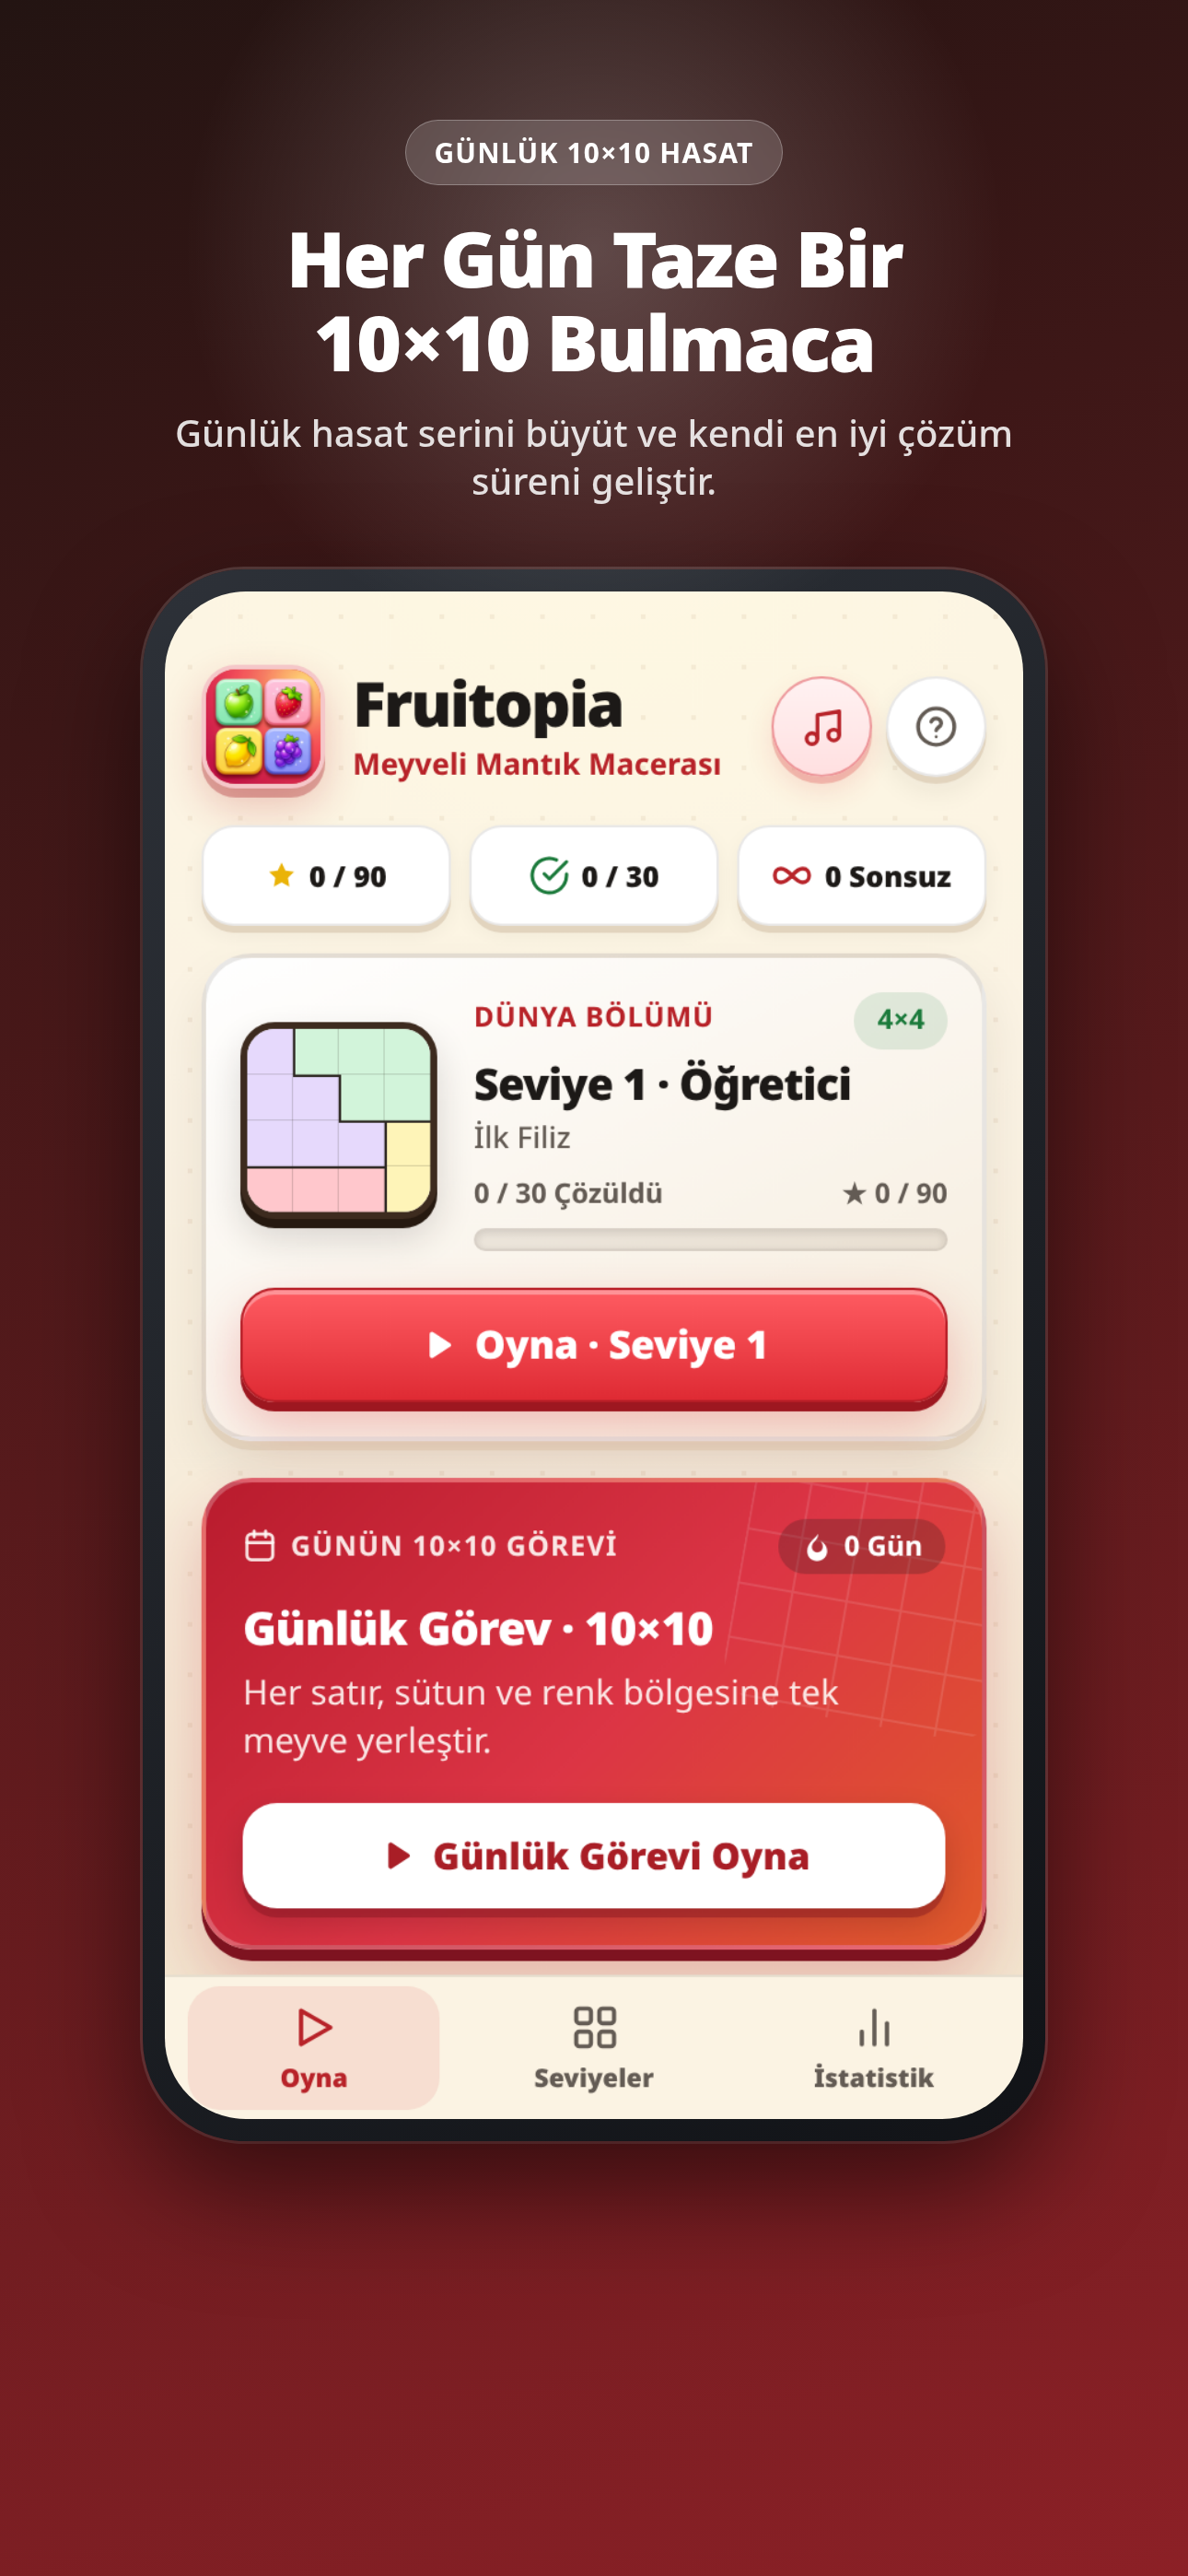 GÜNLÜK 10×10 HASAT
Her Gün Taze Bir
10×10 Bulmaca
Günlük hasat serini büyüt ve kendi en iyi çözüm
süreni geliştir.
Fruitopia
Meyveli Mantık Macerası
0 / 90
0 / 30
0 Sonsuz
DÜNYA BÖLÜMÜ
4×4
Seviye 1 · Öğretici
İlk Filiz
0 / 30 Çözüldü
★ 0 / 90
Oyna · Seviye 1
GÜNÜN 10×10 GÖREVİ
0 Gün
Günlük Görev · 10×10
Her satır, sütun ve renk bölgesine tek
meyve yerleştir.
Günlük Görevi Oyna
Oyna
Seviyeler
İstatistik